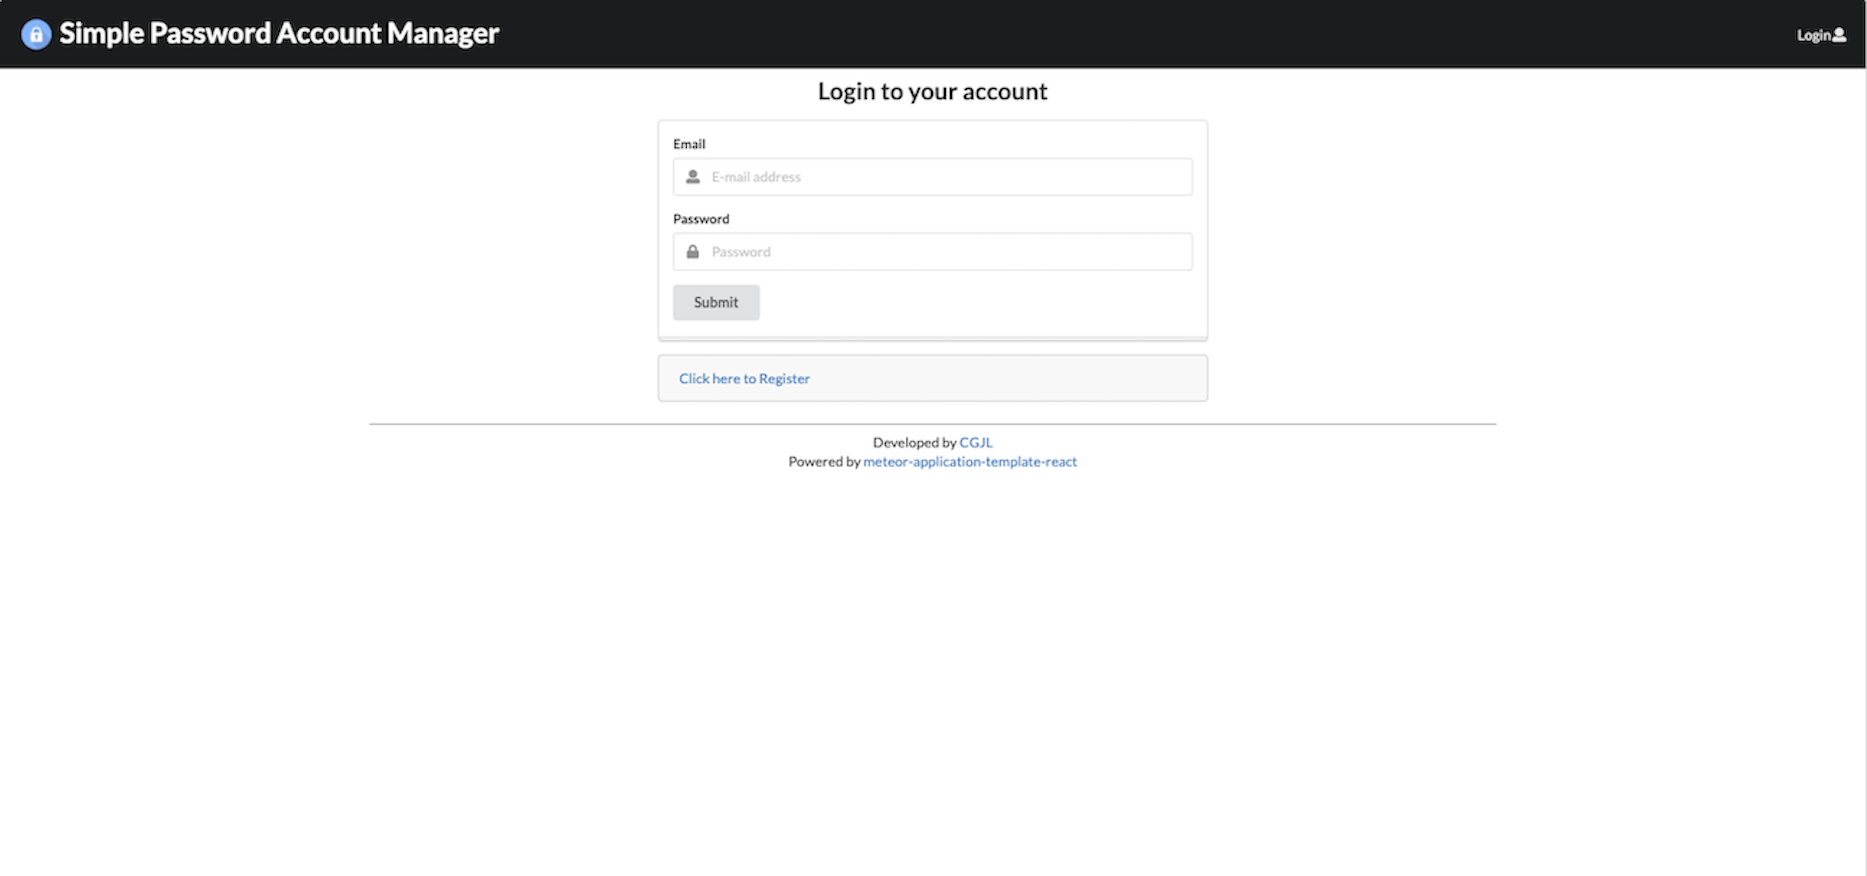 Simple Password Account Manager
Login
Login to your account
Email
E-mail address
Password
Password
Submit
Click here to Register
Developed by CGJL
Powered by meteor-application-template-react